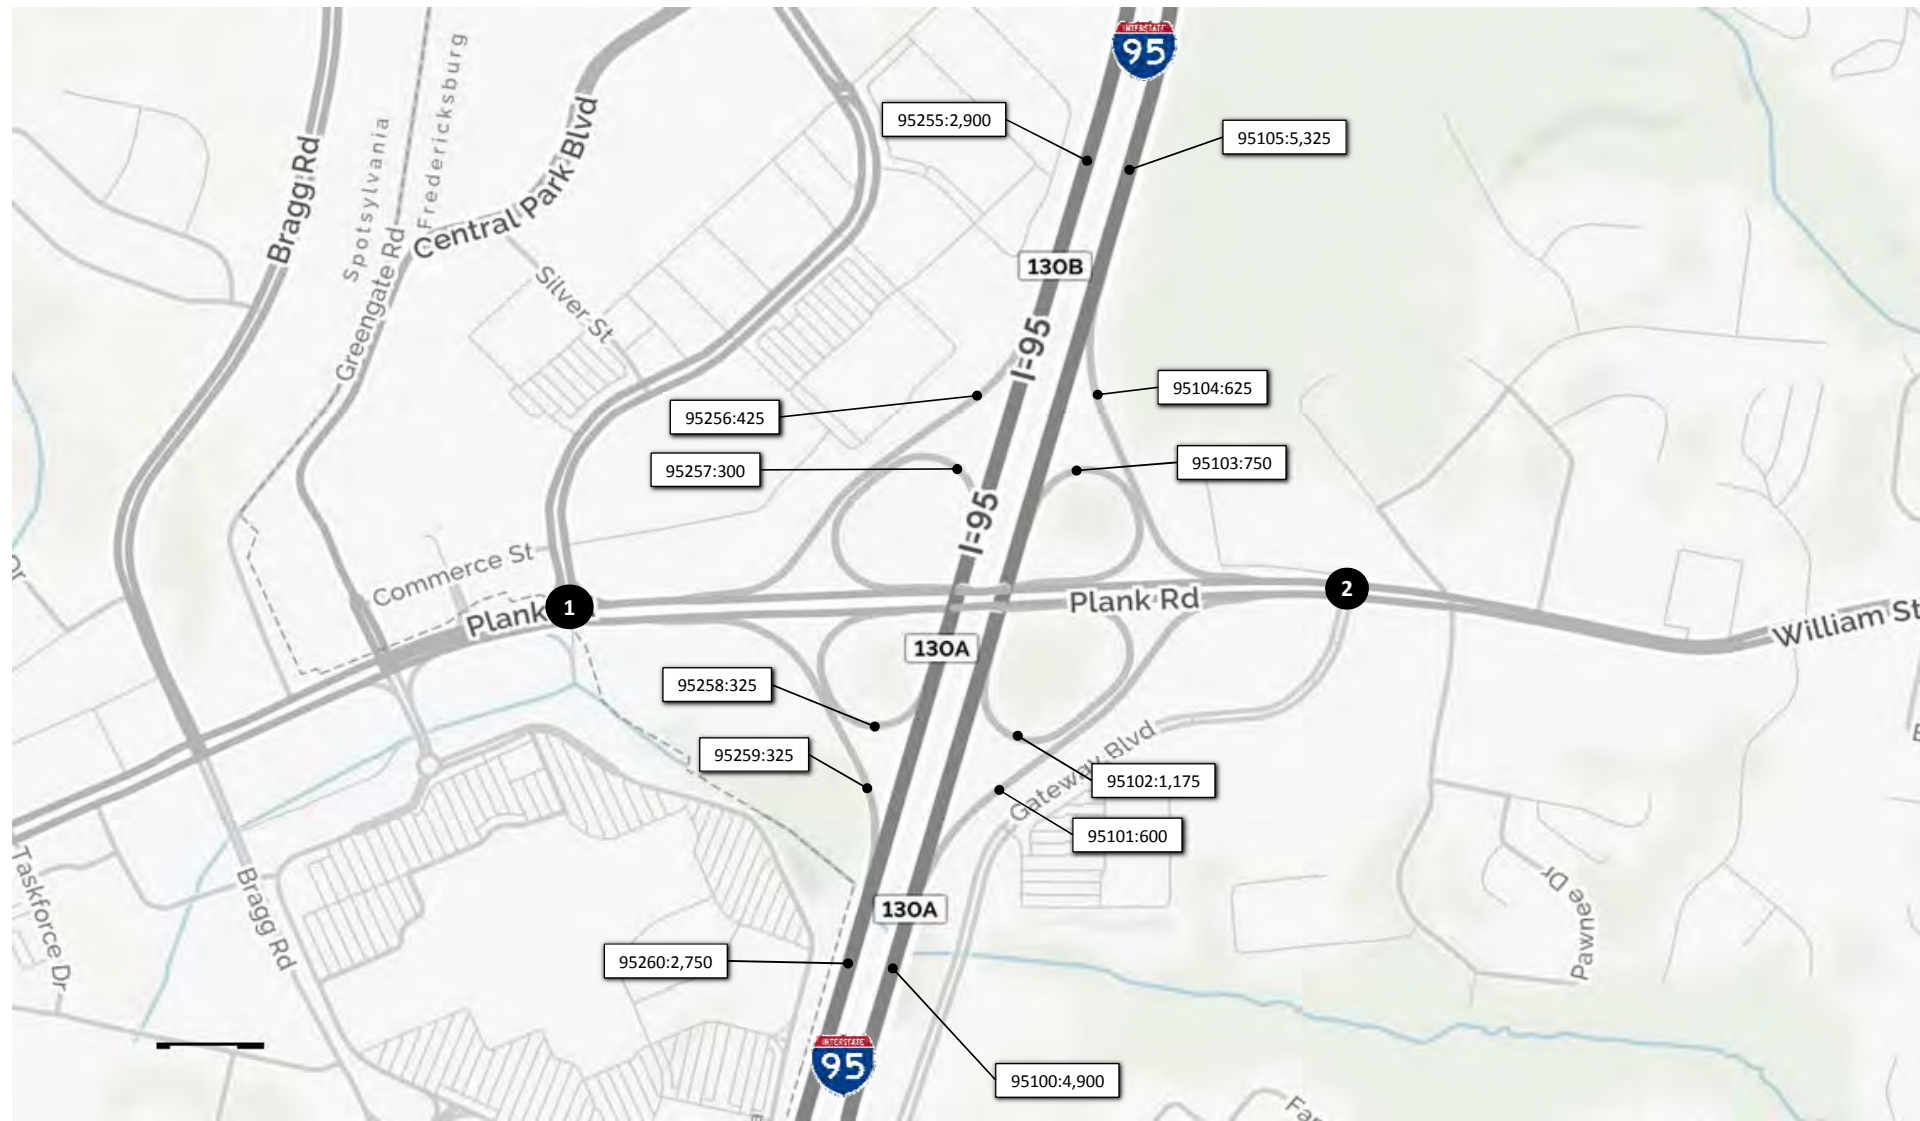 INTERSTATE
95
95255:2,900
95105:5,325
Bragg Rd
Spotsylvania
Fredericksburg
Central Park Blvd
Greengate Rd
Silver St
130B
I-95
95104:625
95256:425
95257:300
95103:750
I-95
Commerce St
Plank
1
2
Plank Rd
William St
130A
95258:325
95259:325
Gateway Blvd
95102:1,175
95101:600
Taskforce Dr
Bragg Rd
130A
Pawnee Dr
95260:2,750
INTERSTATE
95
95100:4,900